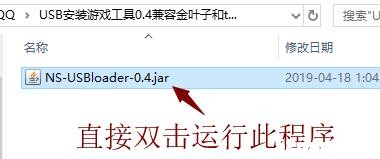 QQ > USB安装游戏工具0.4兼容金叶子和t...
搜索"U
名称
修改日期
NS-USBloader-0.4.jar
2019-04-18 1:04
直接双击运行此程序